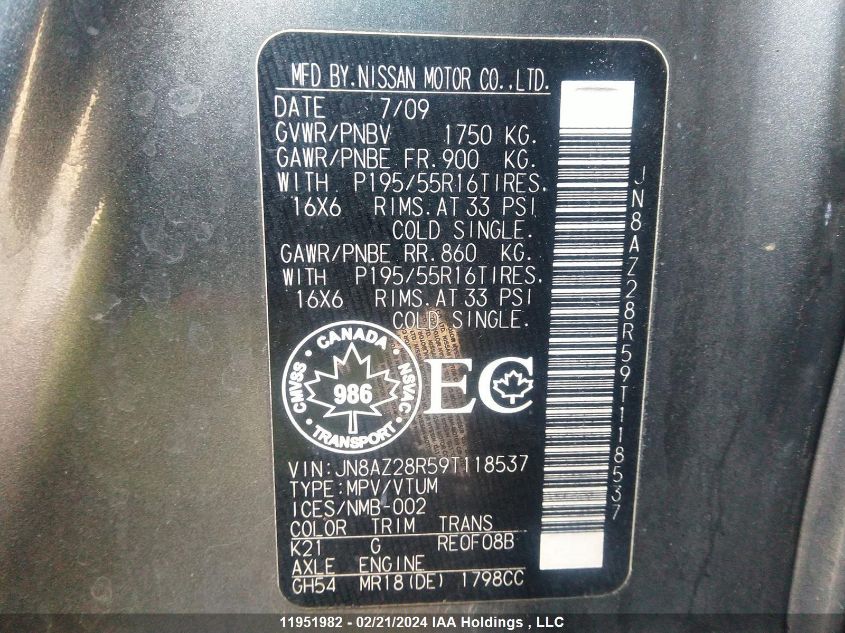 MFD BY.NISSAN MOTOR CO.,LTD.
DATE 7/09
GVWR/PNBV 1750 KG.
GAWR/PNBE FR.900 KG.
WITH P195/55R16TIRES.
16X6 RIMS.AT 33 PSI
COLD SINGLE.
GAWR/PNBE RR.860 KG.
WITH P195/55R16TIRES.
16X6 RIMS.AT 33 PSI
COLD SINGLE.
CANADA
CMVSS · NSVAC
986
TRANSPORT
EC
VIN:JN8AZ28R59T118537
TYPE:MPV/VTUM
ICES/NMB-002
COLOR TRIM TRANS
K21 G RE0F08B
AXLE ENGINE
GH54 MR18(DE) 1798CC
JN8AZ28R59T118537
11951982 - 02/21/2024 IAA Holdings , LLC